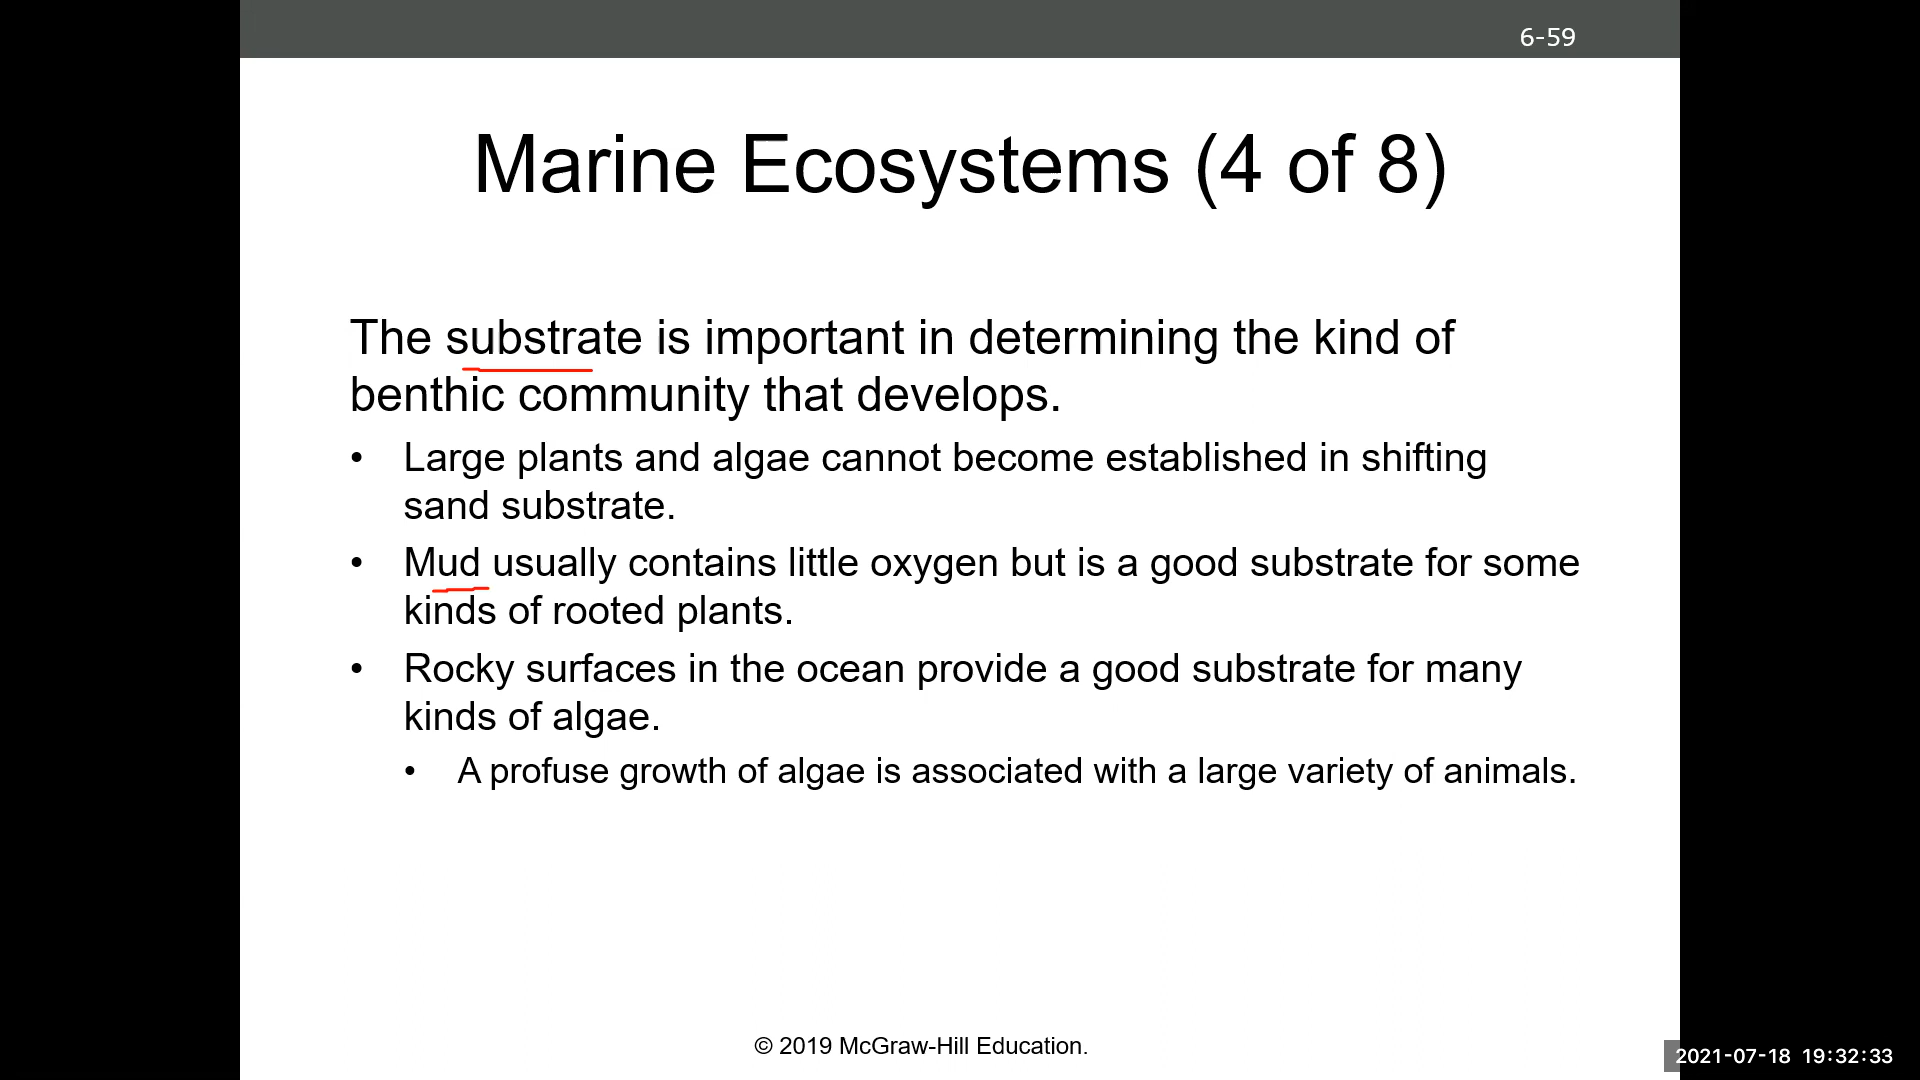 6-59
Marine Ecosystems (4 of 8)
The substrate is important in determining the kind of
benthic community that develops.
• Large plants and algae cannot become established in shifting
sand substrate.
• Mud usually contains little oxygen but is a good substrate for some
kinds of rooted plants.
• Rocky surfaces in the ocean provide a good substrate for many
kinds of algae.
• A profuse growth of algae is associated with a large variety of animals.
© 2019 McGraw-Hill Education.
2021-07-18 19:32:33